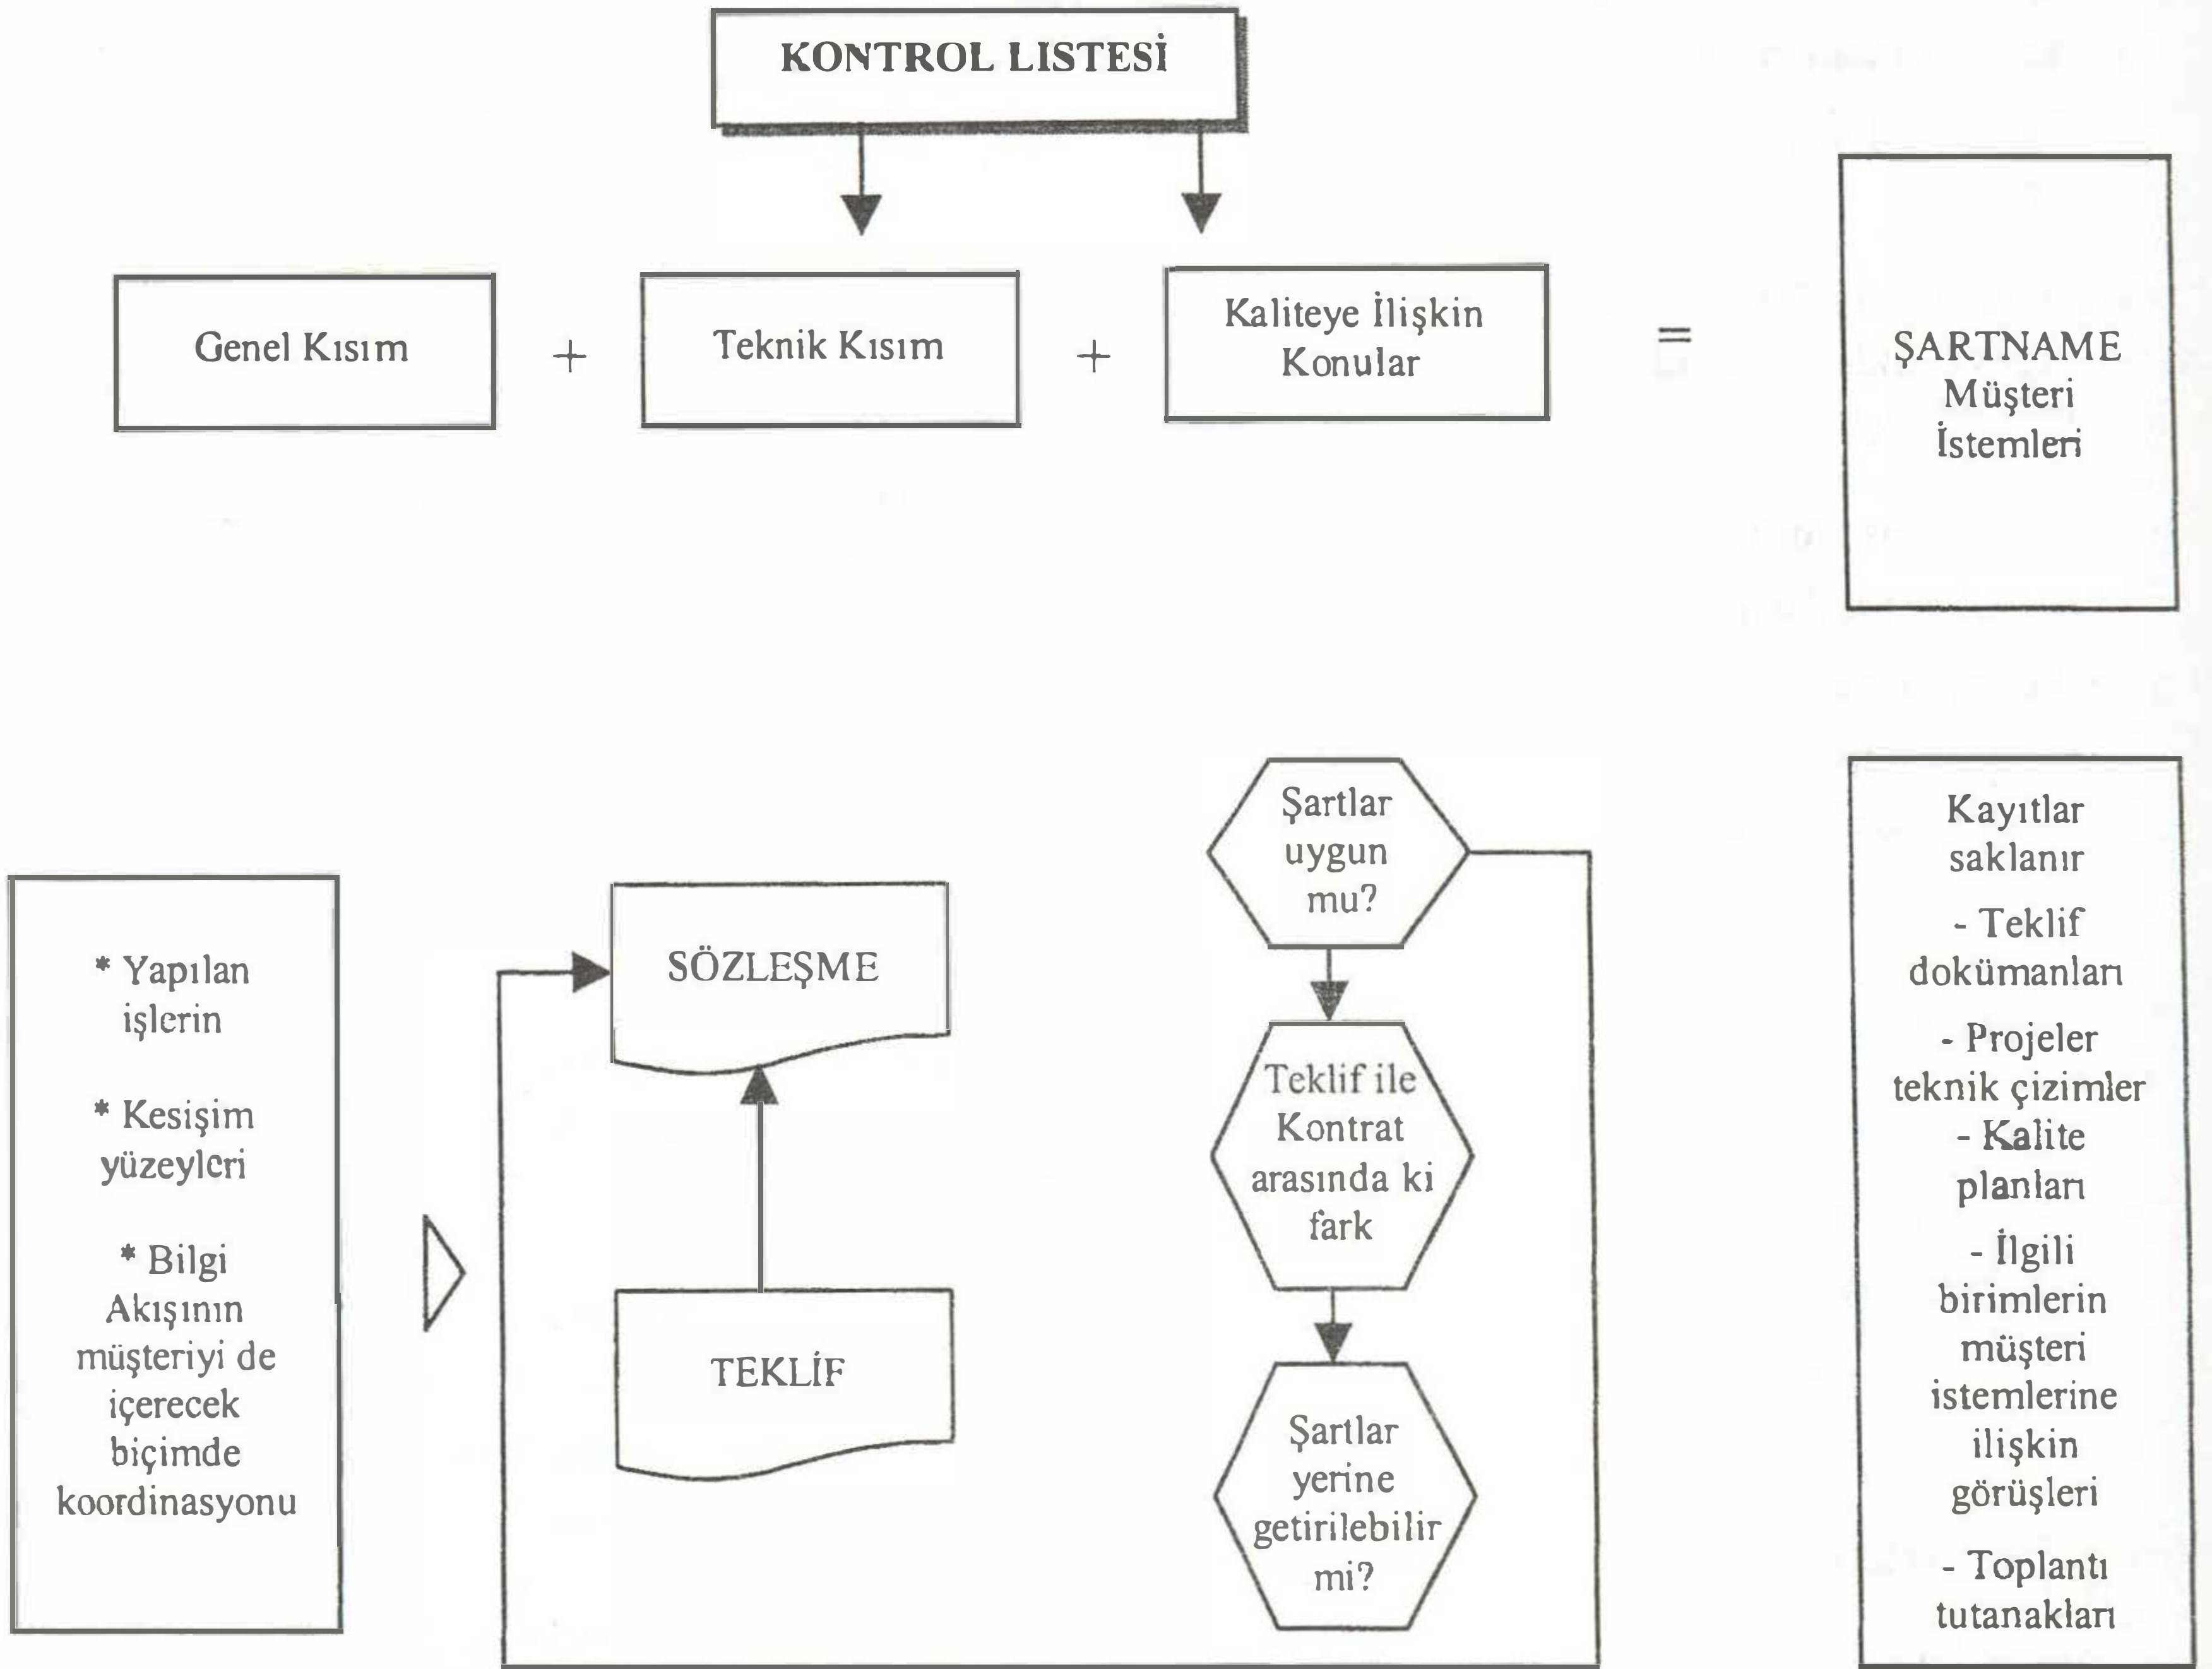 KONTROL LISTESİ
Genel Kısım
+
Teknik Kısım
+
Kaliteye İlişkin
Konular
=
ŞARTNAME
Müşteri
İstemleri
* Yapılan
işlerin
* Kesişim
yüzeyleri
* Bilgi
Akışının
müşteriyi de
içerecek
biçimde
koordinasyonu
SÖZLEŞME
TEKLİF
Şartlar
uygun
mu?
Teklif ile
Kontrat
arasında ki
fark
Şartlar
yerine
getirilebilir
mi?
Kayıtlar
saklanır
- Teklif
dokümanları
- Projeler
teknik çizimler
- Kalite
planları
- İlgili
birimlerin
müşteri
istemlerine
ilişkin
görüşleri
- Toplantı
tutanakları